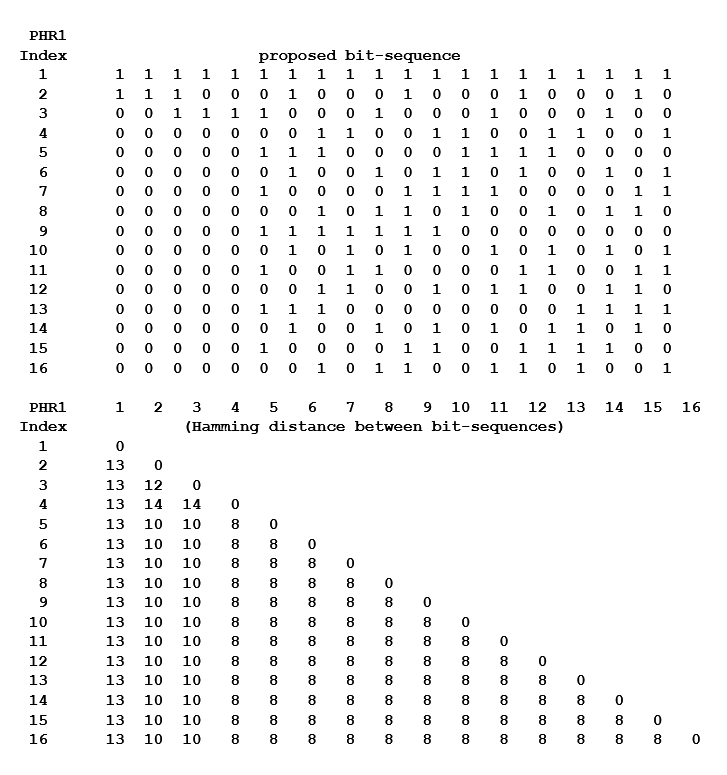 PHR1
Index proposed bit-sequence
1 1 1 1 1 1 1 1 1 1 1 1 1 1 1 1 1 1 1 1 1
2 1 1 1 0 0 0 1 0 0 0 1 0 0 0 1 0 0 0 1 0
3 0 0 1 1 1 1 0 0 0 1 0 0 0 1 0 0 0 1 0 0
4 0 0 0 0 0 0 0 1 1 0 0 1 1 0 0 1 1 0 0 1
5 0 0 0 0 0 1 1 1 0 0 0 0 1 1 1 1 0 0 0 0
6 0 0 0 0 0 0 1 0 0 1 0 1 1 0 1 0 0 1 0 1
7 0 0 0 0 0 1 0 0 0 0 1 1 1 1 0 0 0 0 1 1
8 0 0 0 0 0 0 0 1 0 1 1 0 1 0 0 1 0 1 1 0
9 0 0 0 0 0 1 1 1 1 1 1 1 0 0 0 0 0 0 0 0
10 0 0 0 0 0 0 1 0 1 0 1 0 0 1 0 1 0 1 0 1
11 0 0 0 0 0 1 0 0 1 1 0 0 0 0 1 1 0 0 1 1
12 0 0 0 0 0 0 0 1 1 0 0 1 0 1 1 0 0 1 1 0
13 0 0 0 0 0 1 1 1 0 0 0 0 0 0 0 0 1 1 1 1
14 0 0 0 0 0 0 1 0 0 1 0 1 0 1 0 1 1 0 1 0
15 0 0 0 0 0 1 0 0 0 0 1 1 0 0 1 1 1 1 0 0
16 0 0 0 0 0 0 0 1 0 1 1 0 0 1 1 0 1 0 0 1
PHR1 1 2 3 4 5 6 7 8 9 10 11 12 13 14 15 16
Index (Hamming distance between bit-sequences)
1 0
2 13 0
3 13 12 0
4 13 14 14 0
5 13 10 10 8 0
6 13 10 10 8 8 0
7 13 10 10 8 8 8 0
8 13 10 10 8 8 8 8 0
9 13 10 10 8 8 8 8 8 0
10 13 10 10 8 8 8 8 8 8 0
11 13 10 10 8 8 8 8 8 8 8 0
12 13 10 10 8 8 8 8 8 8 8 8 0
13 13 10 10 8 8 8 8 8 8 8 8 8 0
14 13 10 10 8 8 8 8 8 8 8 8 8 8 0
15 13 10 10 8 8 8 8 8 8 8 8 8 8 8 0
16 13 10 10 8 8 8 8 8 8 8 8 8 8 8 8 0